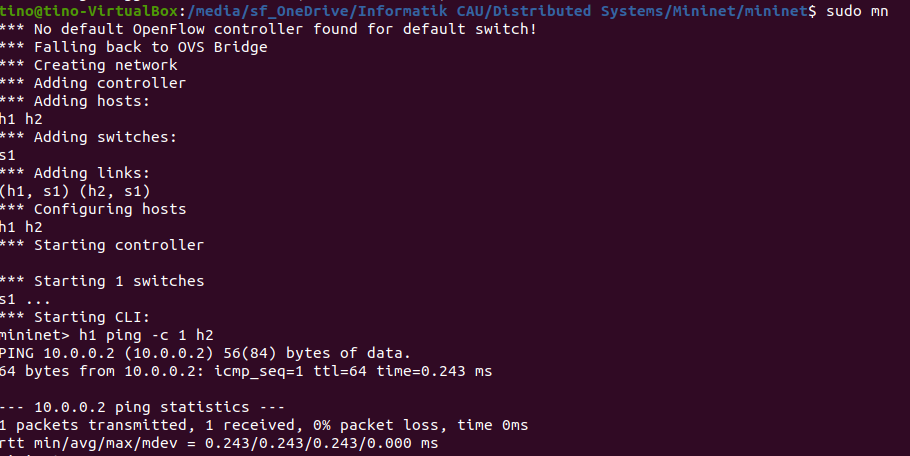 tino@tino-VirtualBox:/media/sf_OneDrive/Informatik CAU/Distributed Systems/Mininet/mininet$ sudo mn
*** No default OpenFlow controller found for default switch!
*** Falling back to OVS Bridge
*** Creating network
*** Adding controller
*** Adding hosts:
h1 h2
*** Adding switches:
s1
*** Adding links:
(h1, s1) (h2, s1)
*** Configuring hosts
h1 h2
*** Starting controller

*** Starting 1 switches
s1 ...
*** Starting CLI:
mininet> h1 ping -c 1 h2
PING 10.0.0.2 (10.0.0.2) 56(84) bytes of data.
64 bytes from 10.0.0.2: icmp_seq=1 ttl=64 time=0.243 ms

--- 10.0.0.2 ping statistics ---
1 packets transmitted, 1 received, 0% packet loss, time 0ms
rtt min/avg/max/mdev = 0.243/0.243/0.243/0.000 ms